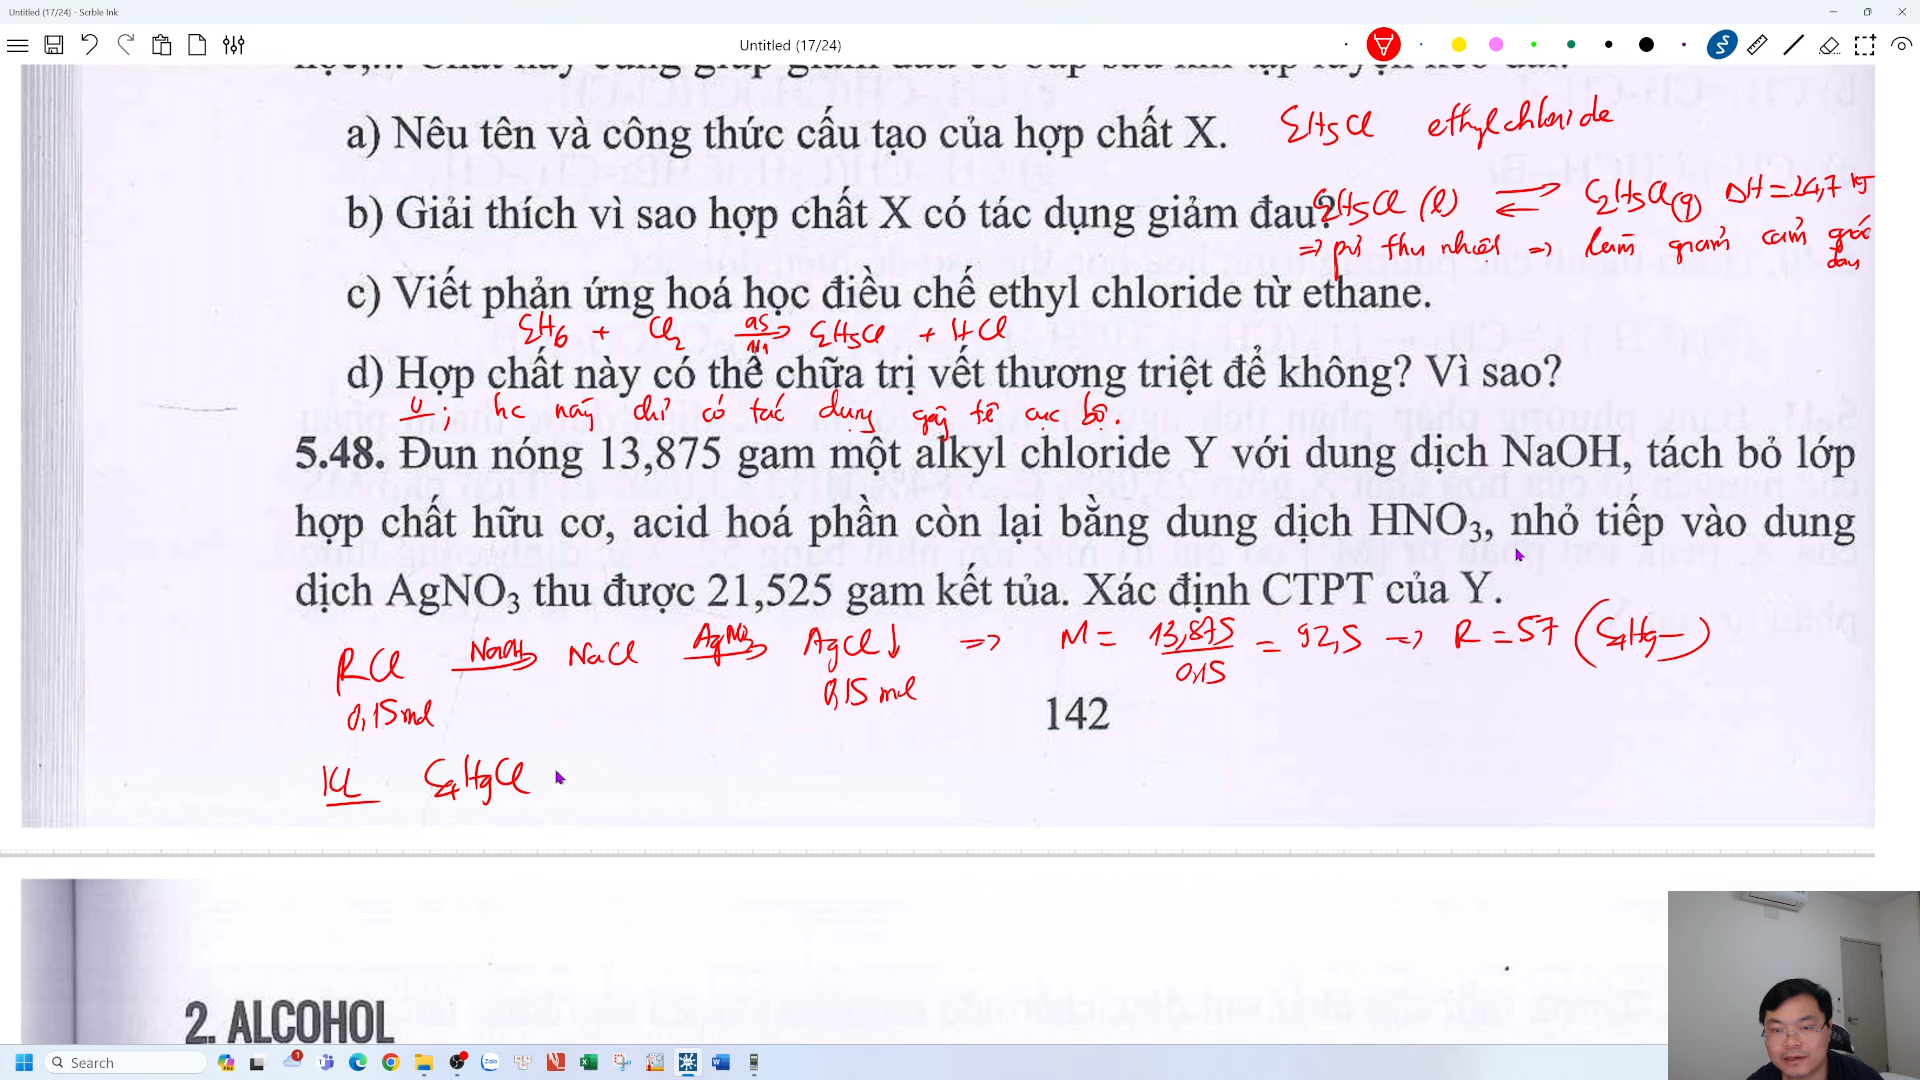 Untitled (17/24) - Scrble Ink
Untitled (17/24)
a) Nêu tên và công thức cấu tạo của hợp chất X. C2H5Cl ethyl chloride
b) Giải thích vì sao hợp chất X có tác dụng giảm đau? C2H5Cl (l) ⇌ C2H5Cl(g) ΔH = 24,7 kJ
=> pứ thu nhiệt => làm giảm cảm giác đau
c) Viết phản ứng hoá học điều chế ethyl chloride từ ethane.
C2H6 + Cl2 as 1:1 → C2H5Cl + HCl
d) Hợp chất này có thể chữa trị vết thương triệt để không? Vì sao?
; hc này chỉ có tác dụng gây tê cục bộ.
5.48. Đun nóng 13,875 gam một alkyl chloride Y với dung dịch NaOH, tách bỏ lớp
hợp chất hữu cơ, acid hoá phần còn lại bằng dung dịch HNO₃, nhỏ tiếp vào dung
dịch AgNO₃ thu được 21,525 gam kết tủa. Xác định CTPT của Y.
RCl NaOH → NaCl AgNO3 → AgCl↓ => M = 13,875 / 0,15 = 92,5 => R = 57 (C4H9-)
0,15 mol 0,15 mol
142
KL C4H9Cl
2. ALCOHOL
Search